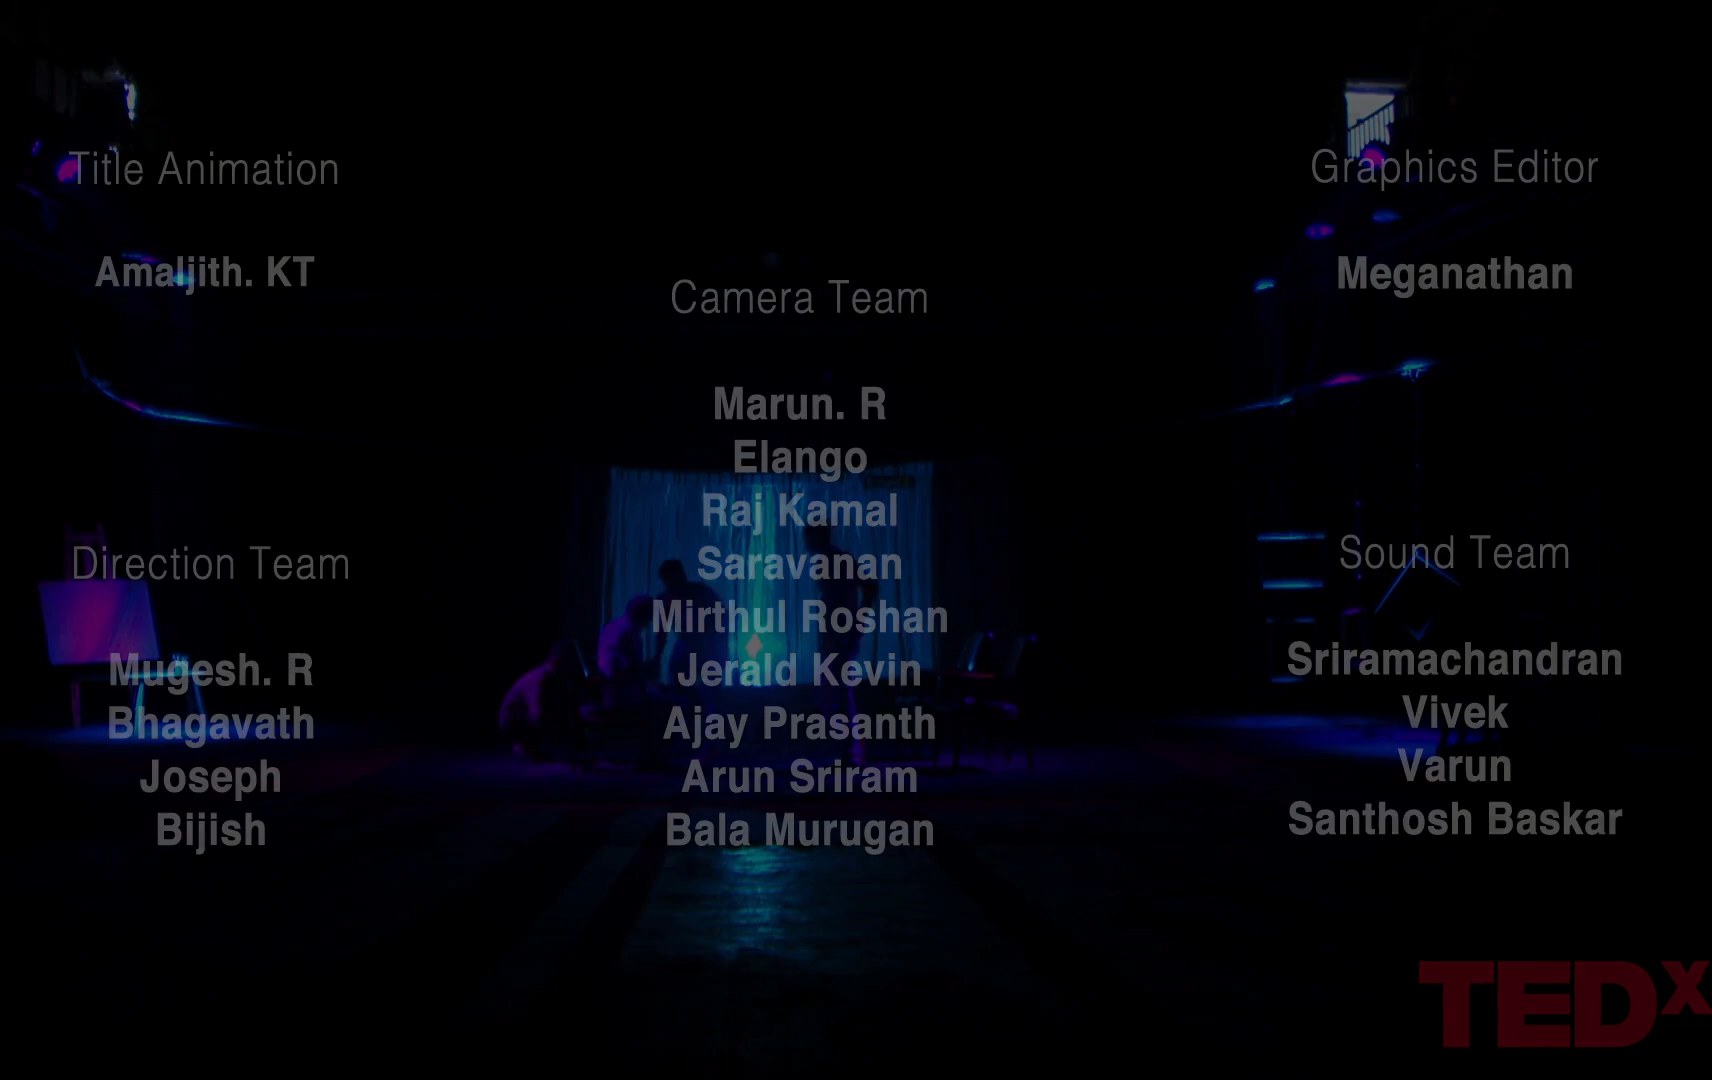 Title Animation
Amaljith. KT
Direction Team
Mugesh. R
Bhagavath
Joseph
Bijish
Camera Team
Marun. R
Elango
Raj Kamal
Saravanan
Mirthul Roshan
Jerald Kevin
Ajay Prasanth
Arun Sriram
Bala Murugan
Graphics Editor
Meganathan
Sound Team
Sriramachandran
Vivek
Varun
Santhosh Baskar
TEDx